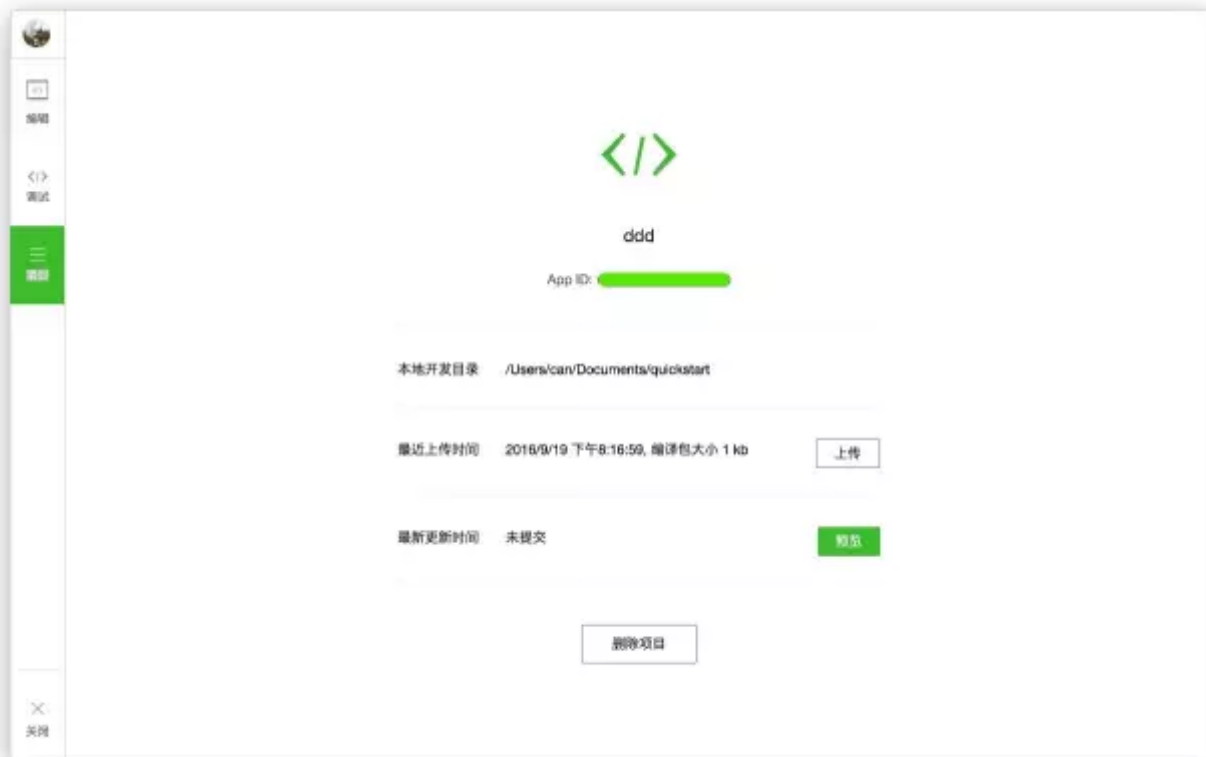 编辑
</>
调试
项目
关闭
</>
ddd
App ID:
本地开发目录 /Users/can/Documents/quickstart
最近上传时间 2016/9/19 下午8:16:59, 编译包大小 1 kb 上传
最新更新时间 未提交 预览
删除项目